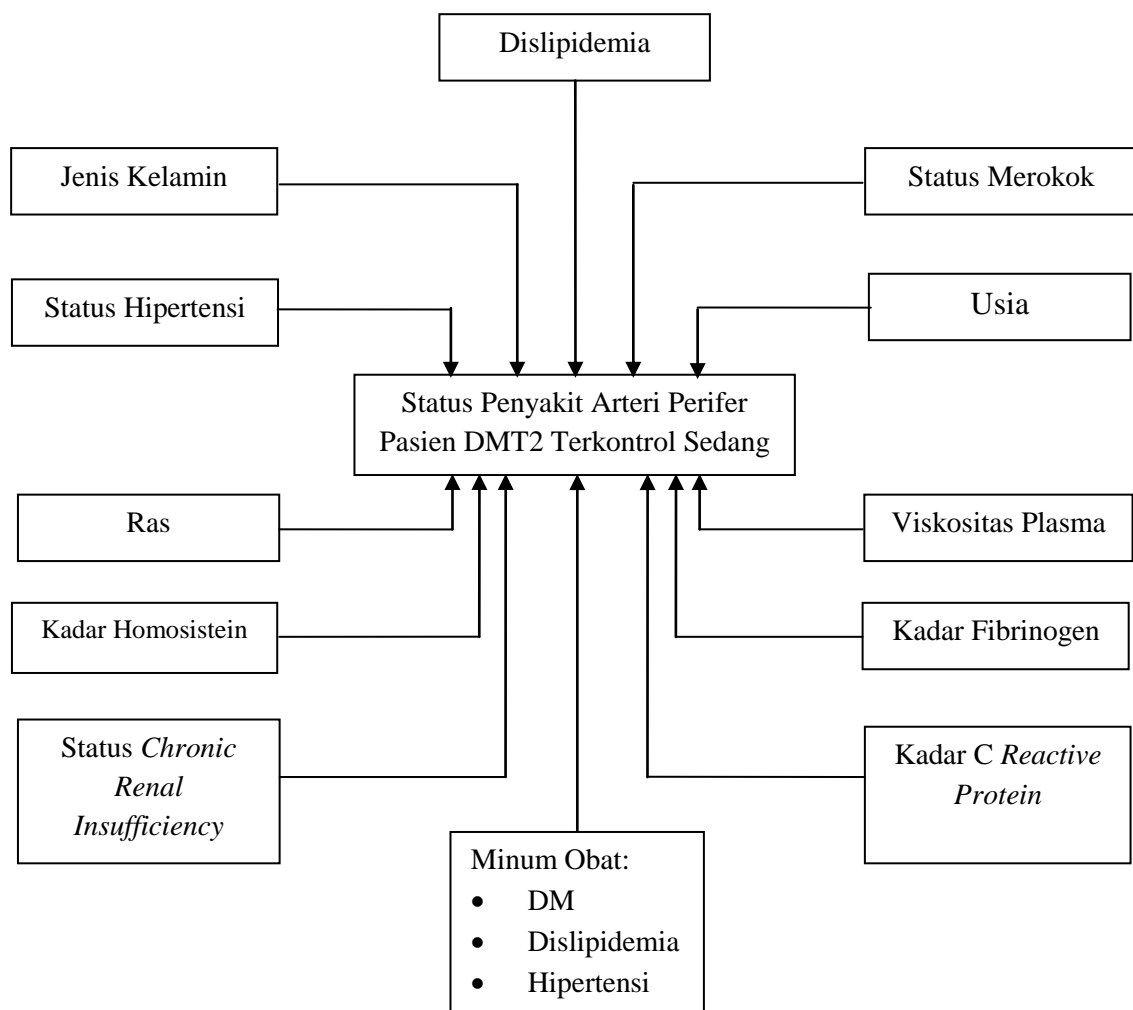 Dislipidemia
Jenis Kelamin
Status Merokok
Status Hipertensi
Usia
Status Penyakit Arteri Perifer
Pasien DMT2 Terkontrol Sedang
Ras
Viskositas Plasma
Kadar Homosistein
Kadar Fibrinogen
Status Chronic
Renal
Insufficiency
Kadar C Reactive
Protein
Minum Obat:
• DM
• Dislipidemia
• Hipertensi